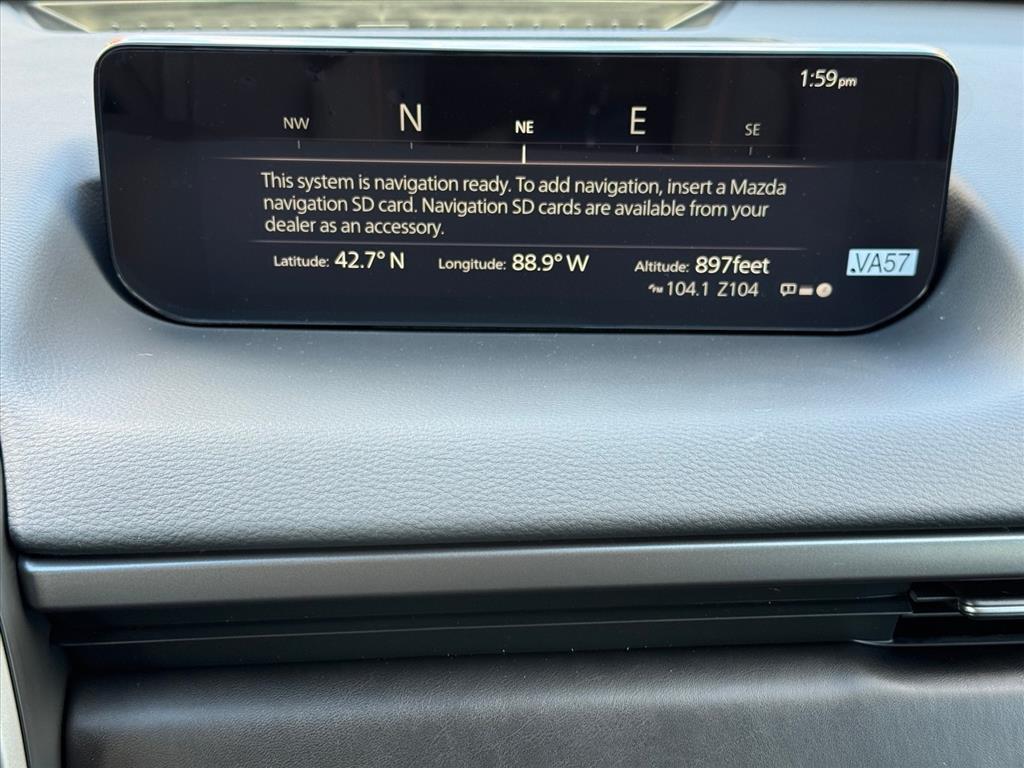 1:59pm
NW N NE E SE
This system is navigation ready. To add navigation, insert a Mazda
navigation SD card. Navigation SD cards are available from your
dealer as an accessory.
Latitude: 42.7° N Longitude: 88.9° W Altitude: 897feet
.VA57
FM 104.1 Z104